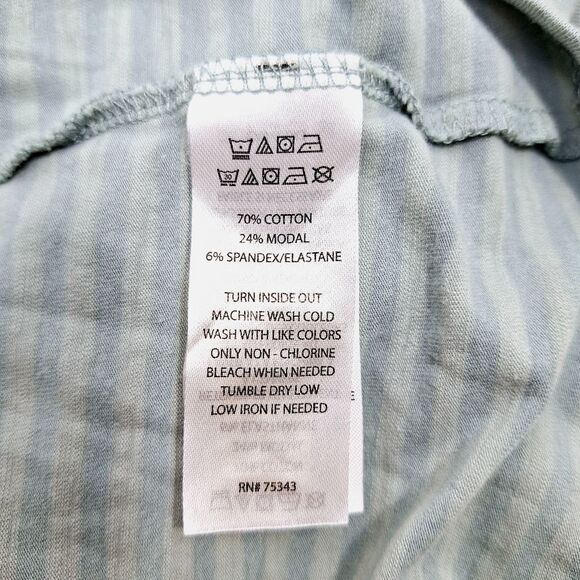 30
70% COTTON
24% MODAL
6% SPANDEX/ELASTANE
TURN INSIDE OUT
MACHINE WASH COLD
WASH WITH LIKE COLORS
ONLY NON - CHLORINE
BLEACH WHEN NEEDED
TUMBLE DRY LOW
LOW IRON IF NEEDED
RN# 75343